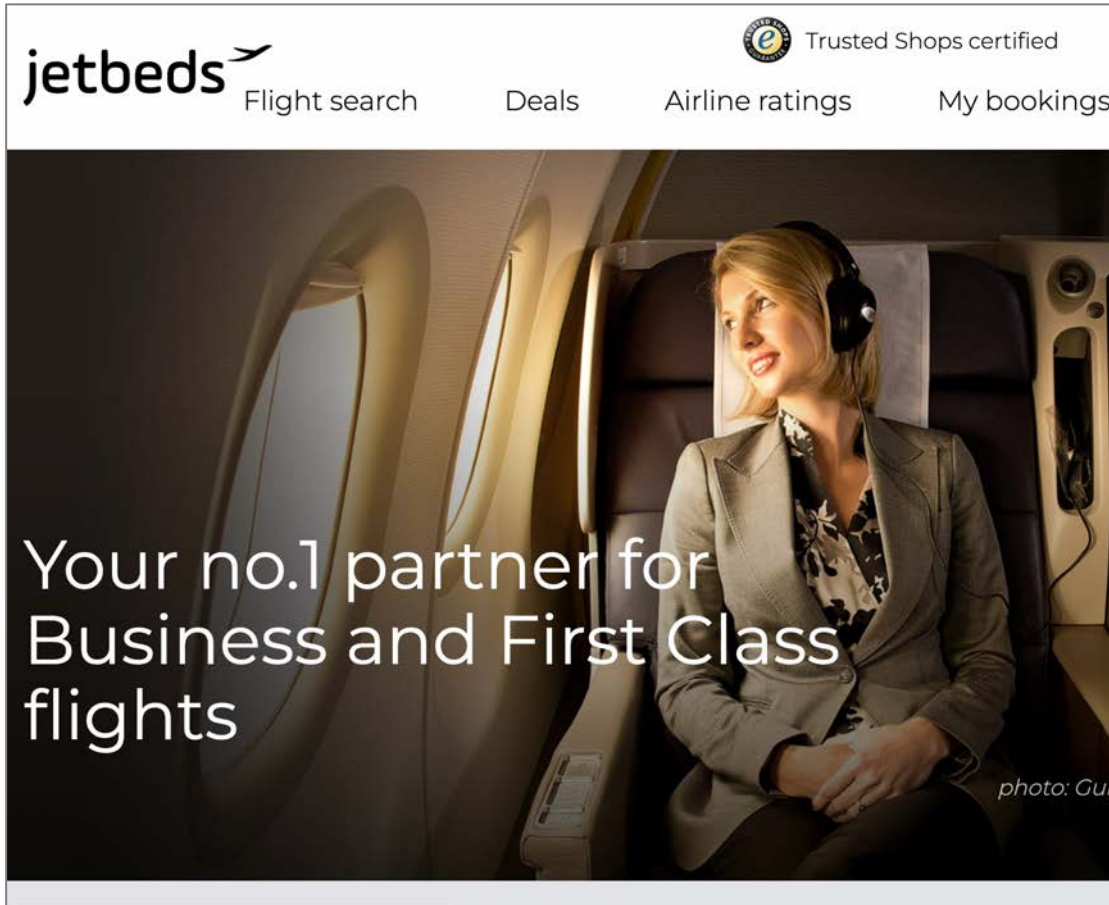 jetbeds
Trusted Shops certified
Flight search Deals Airline ratings My bookings
Your no.1 partner for
Business and First Class
flights
photo: